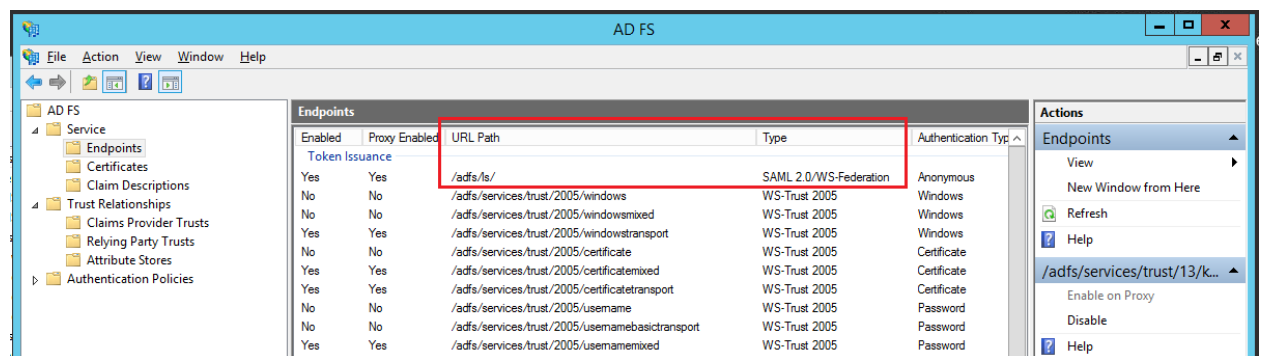 AD FS
File Action View Window Help
AD FS
Service
Endpoints
Certificates
Claim Descriptions
Trust Relationships
Claims Provider Trusts
Relying Party Trusts
Attribute Stores
Authentication Policies
Endpoints
Enabled Proxy Enabled URL Path Type Authentication Typ
Token Issuance
Yes Yes /adfs/ls/ SAML 2.0/WS-Federation Anonymous
No No /adfs/services/trust/2005/windows WS-Trust 2005 Windows
No No /adfs/services/trust/2005/windowsmixed WS-Trust 2005 Windows
Yes Yes /adfs/services/trust/2005/windowstransport WS-Trust 2005 Windows
No No /adfs/services/trust/2005/certificate WS-Trust 2005 Certificate
Yes Yes /adfs/services/trust/2005/certificatemixed WS-Trust 2005 Certificate
Yes Yes /adfs/services/trust/2005/certificatetransport WS-Trust 2005 Certificate
No No /adfs/services/trust/2005/username WS-Trust 2005 Password
No No /adfs/services/trust/2005/usernamebasictransport WS-Trust 2005 Password
Yes Yes /adfs/services/trust/2005/usernamemixed WS-Trust 2005 Password
Actions
Endpoints
View
New Window from Here
Refresh
Help
/adfs/services/trust/13/k...
Enable on Proxy
Disable
Help